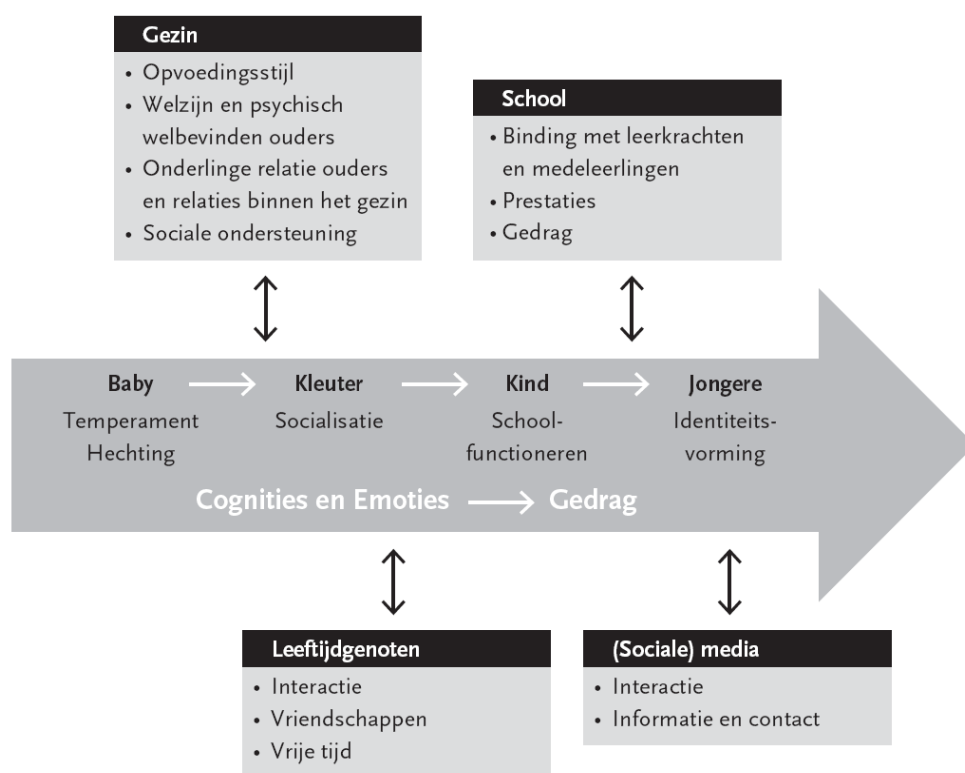 Gezin
• Opvoedingsstijl
• Welzijn en psychisch
welbevinden ouders
• Onderlinge relatie ouders
en relaties binnen het gezin
• Sociale ondersteuning
School
• Binding met leerkrachten
en medeleerlingen
• Prestaties
• Gedrag
Baby
Temperament
Hechting
Kleuter
Socialisatie
Kind
School-
functioneren
Jongere
Identiteits-
vorming
Cognities en Emoties
Gedrag
Leeftijdgenoten
• Interactie
• Vriendschappen
• Vrije tijd
(Sociale) media
• Interactie
• Informatie en contact